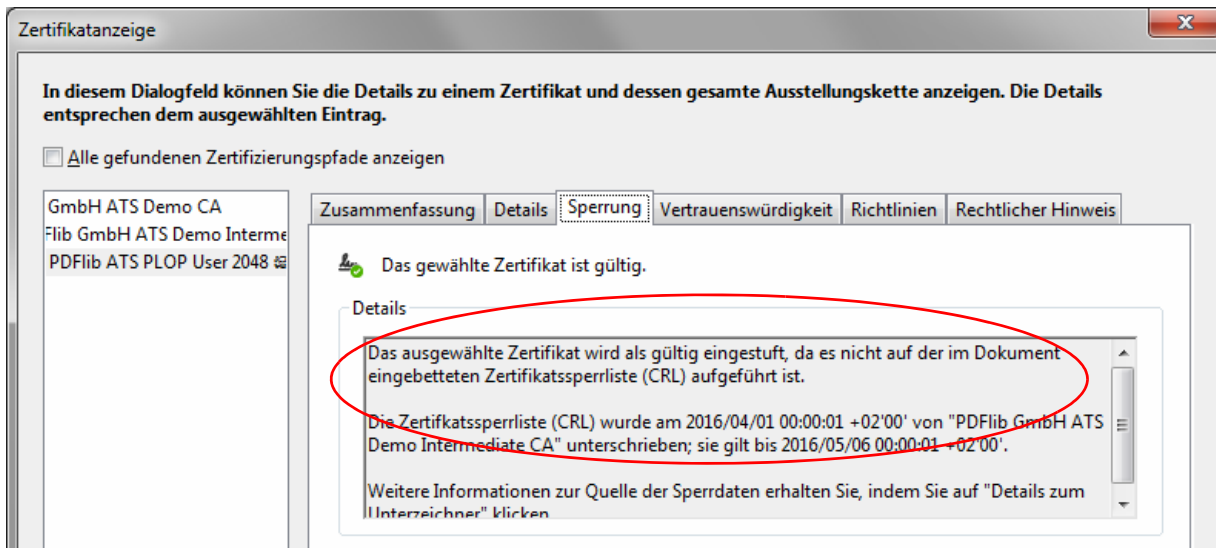 Zertifikatanzeige
In diesem Dialogfeld können Sie die Details zu einem Zertifikat und dessen gesamte Ausstellungskette anzeigen. Die Details
entsprechen dem ausgewählten Eintrag.
Alle gefundenen Zertifizierungspfade anzeigen
GmbH ATS Demo CA
Flib GmbH ATS Demo Interme
PDFlib ATS PLOP User 2048
Zusammenfassung Details Sperrung Vertrauenswürdigkeit Richtlinien Rechtlicher Hinweis
Das gewählte Zertifikat ist gültig.
Details
Das ausgewählte Zertifikat wird als gültig eingestuft, da es nicht auf der im Dokument
eingebetteten Zertifikatssperrliste (CRL) aufgeführt ist.
Die Zertifkatssperrliste (CRL) wurde am 2016/04/01 00:00:01 +02'00' von "PDFlib GmbH ATS
Demo Intermediate CA" unterschrieben; sie gilt bis 2016/05/06 00:00:01 +02'00'.
Weitere Informationen zur Quelle der Sperrdaten erhalten Sie, indem Sie auf "Details zum
Unterzeichner" klicken